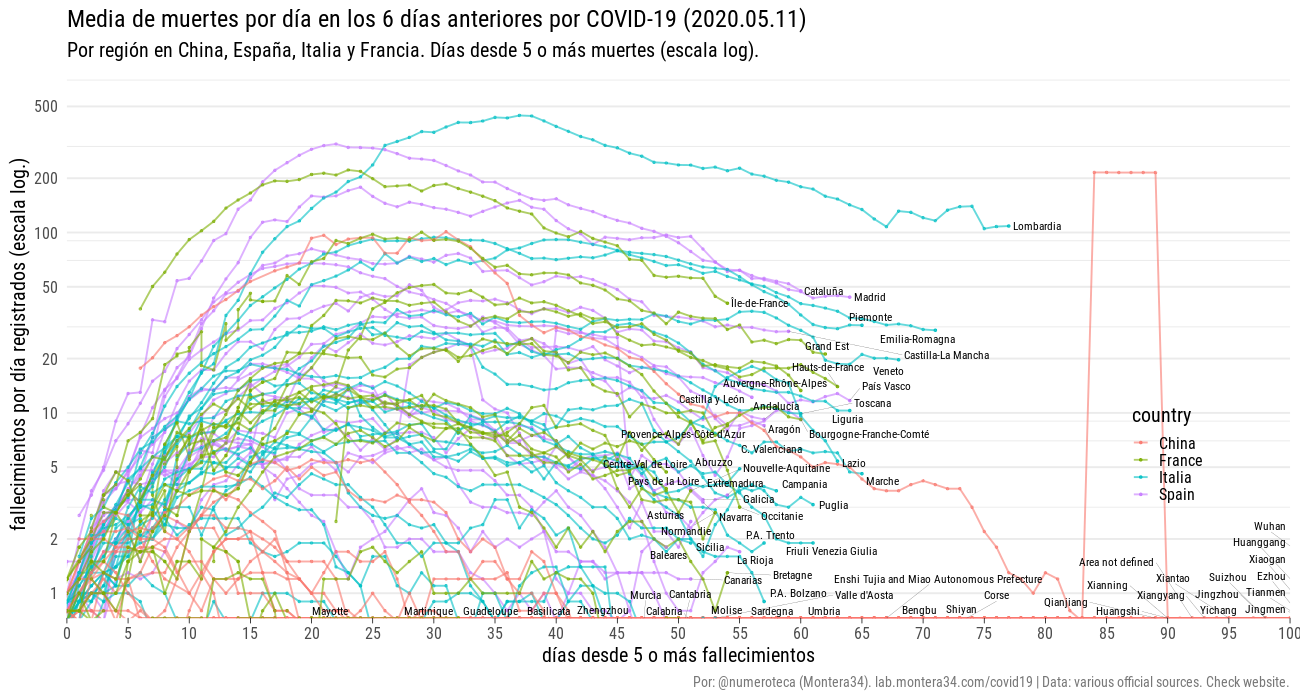 Media de muertes por día en los 6 días anteriores por COVID-19 (2020.05.11)
Por región en China, España, Italia y Francia. Días desde 5 o más muertes (escala log).
fallecimientos por día registrados (escala log.)
500
200
100
50
20
10
5
2
1
Lombardia
Cataluña
Madrid
Île-de-France
Piemonte
Emilia-Romagna
Grand Est
Castilla-La Mancha
Hauts-de-France
Veneto
Auvergne-Rhône-Alpes
País Vasco
Castilla y León
Andalucía
Toscana
Liguria
Provence-Alpes-Côte d'Azur
Aragón
Bourgogne-Franche-Comté
C. Valenciana
Centre-Val de Loire
Abruzzo
Nouvelle-Aquitaine
Lazio
Pays de la Loire
Extremadura
Campania
Marche
Galicia
Puglia
Asturias
Navarra
Occitanie
Normandie
P.A. Trento
Sicilia
Friuli Venezia Giulia
Baleares
La Rioja
Canarias
Bretagne
Enshi Tujia and Miao Autonomous Prefecture
Murcia
Cantabria
P.A. Bolzano
Valle d'Aosta
Corse
Mayotte
Martinique
Guadeloupe
Basilicata
Zhengzhou
Calabria
Molise
Sardegna
Umbria
Bengbu
Shiyan
country
China
France
Italia
Spain
Wuhan
Huanggang
Area not defined
Xiaogan
Xianning
Xiantao
Suizhou
Ezhou
Qianjiang
Xiangyang
Jingzhou
Tianmen
Huangshi
Yichang
Jingmen
0
5
10
15
20
25
30
35
40
45
50
55
60
65
70
75
80
85
90
95
100
días desde 5 o más fallecimientos
Por: @numeroteca (Montera34). lab.montera34.com/covid19 | Data: various official sources. Check website.